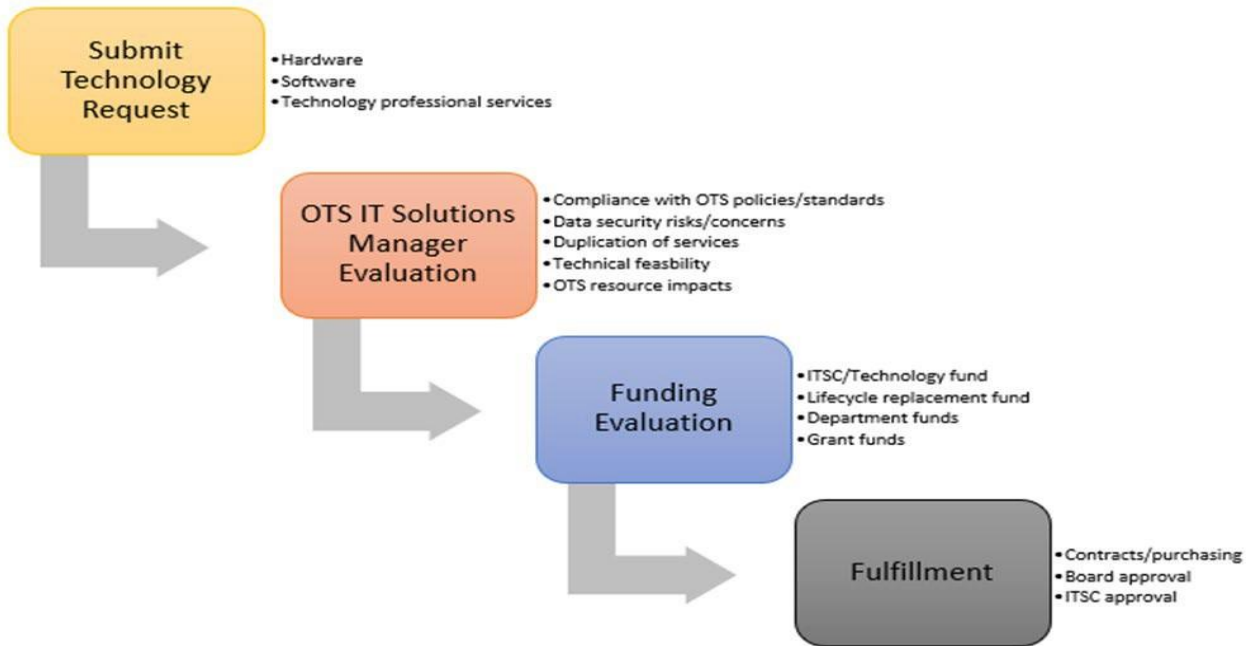 Submit
Technology
Request
•Hardware
•Software
•Technology professional services
OTS IT Solutions
Manager
Evaluation
•Compliance with OTS policies/standards
•Data security risks/concerns
•Duplication of services
•Technical feasbility
•OTS resource impacts
Funding
Evaluation
•ITSC/Technology fund
•Lifecycle replacement fund
•Department funds
•Grant funds
Fulfillment
•Contracts/purchasing
•Board approval
•ITSC approval